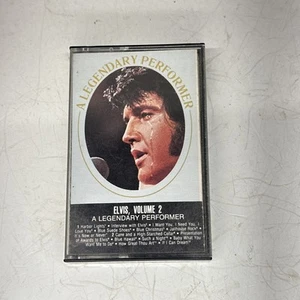 A LEGENDARY PERFORMER
ELVIS, VOLUME 2
A LEGENDARY PERFORMER
Harbor Lights • Interview with Elvis • I Want You, I Need You, I
Love You • Blue Suede Shoes • Blue Christmas • Jailhouse Rock •
It's Now or Never • A Cane and a High Starched Collar • Presentation
of Awards to Elvis • Blue Hawaii • Such a Night • Baby What You
Want Me to Do • How Great Thou Art • If I Can Dream